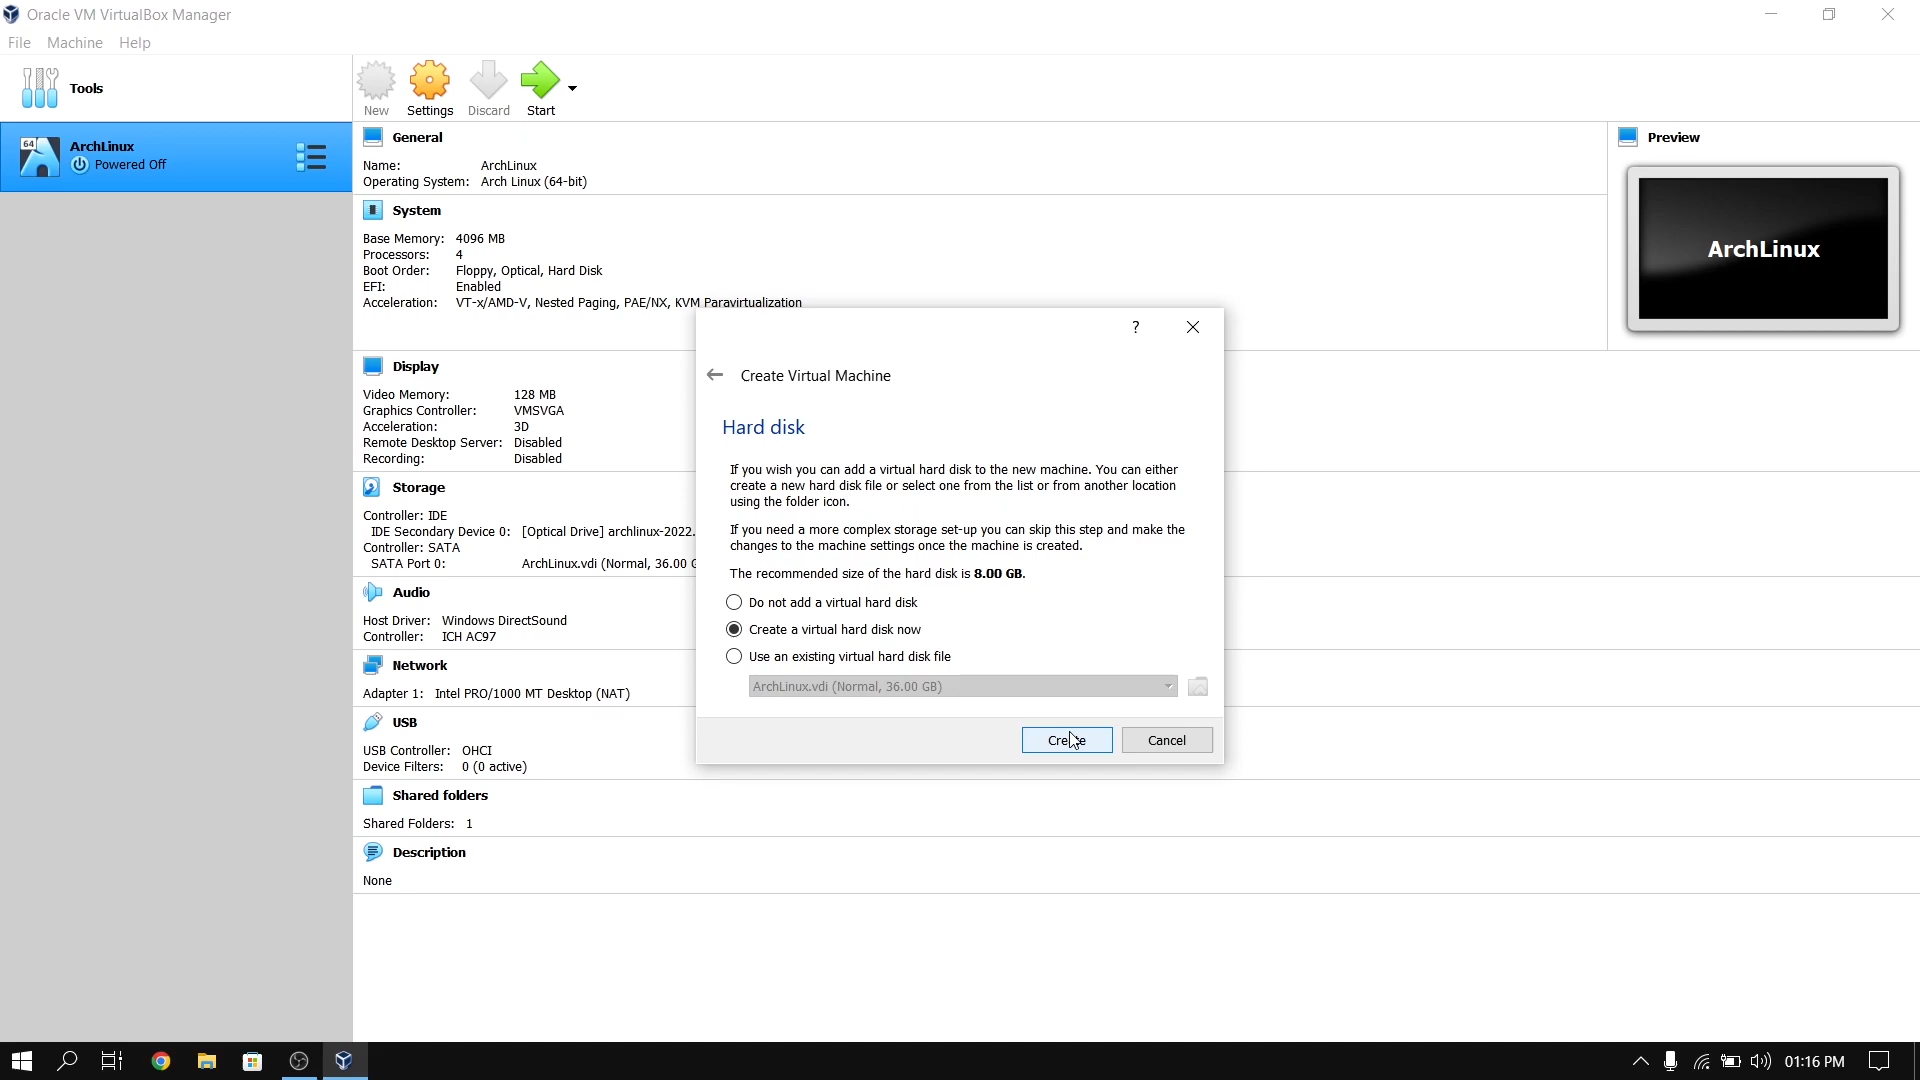 Oracle VM VirtualBox Manager
File Machine Help
Tools
New Settings Discard Start
64
ArchLinux
Powered Off
General
Name: ArchLinux
Operating System: Arch Linux (64-bit)
System
Base Memory: 4096 MB
Processors: 4
Boot Order: Floppy, Optical, Hard Disk
EFI: Enabled
Acceleration: VT-x/AMD-V, Nested Paging, PAE/NX, KVM Paravirtualization
Preview
ArchLinux
Display
Video Memory: 128 MB
Graphics Controller: VMSVGA
Acceleration: 3D
Remote Desktop Server: Disabled
Recording: Disabled
Storage
Controller: IDE
IDE Secondary Device 0: [Optical Drive] archlinux-2022.
Controller: SATA
SATA Port 0: ArchLinux.vdi (Normal, 36.00 G
Audio
Host Driver: Windows DirectSound
Controller: ICH AC97
Network
Adapter 1: Intel PRO/1000 MT Desktop (NAT)
USB
USB Controller: OHCI
Device Filters: 0 (0 active)
Shared folders
Shared Folders: 1
Description
None
?
Create Virtual Machine
Hard disk
If you wish you can add a virtual hard disk to the new machine. You can either
create a new hard disk file or select one from the list or from another location
using the folder icon.
If you need a more complex storage set-up you can skip this step and make the
changes to the machine settings once the machine is created.
The recommended size of the hard disk is 8.00 GB.
Do not add a virtual hard disk
Create a virtual hard disk now
Use an existing virtual hard disk file
ArchLinux.vdi (Normal, 36.00 GB)
Create Cancel
01:16 PM